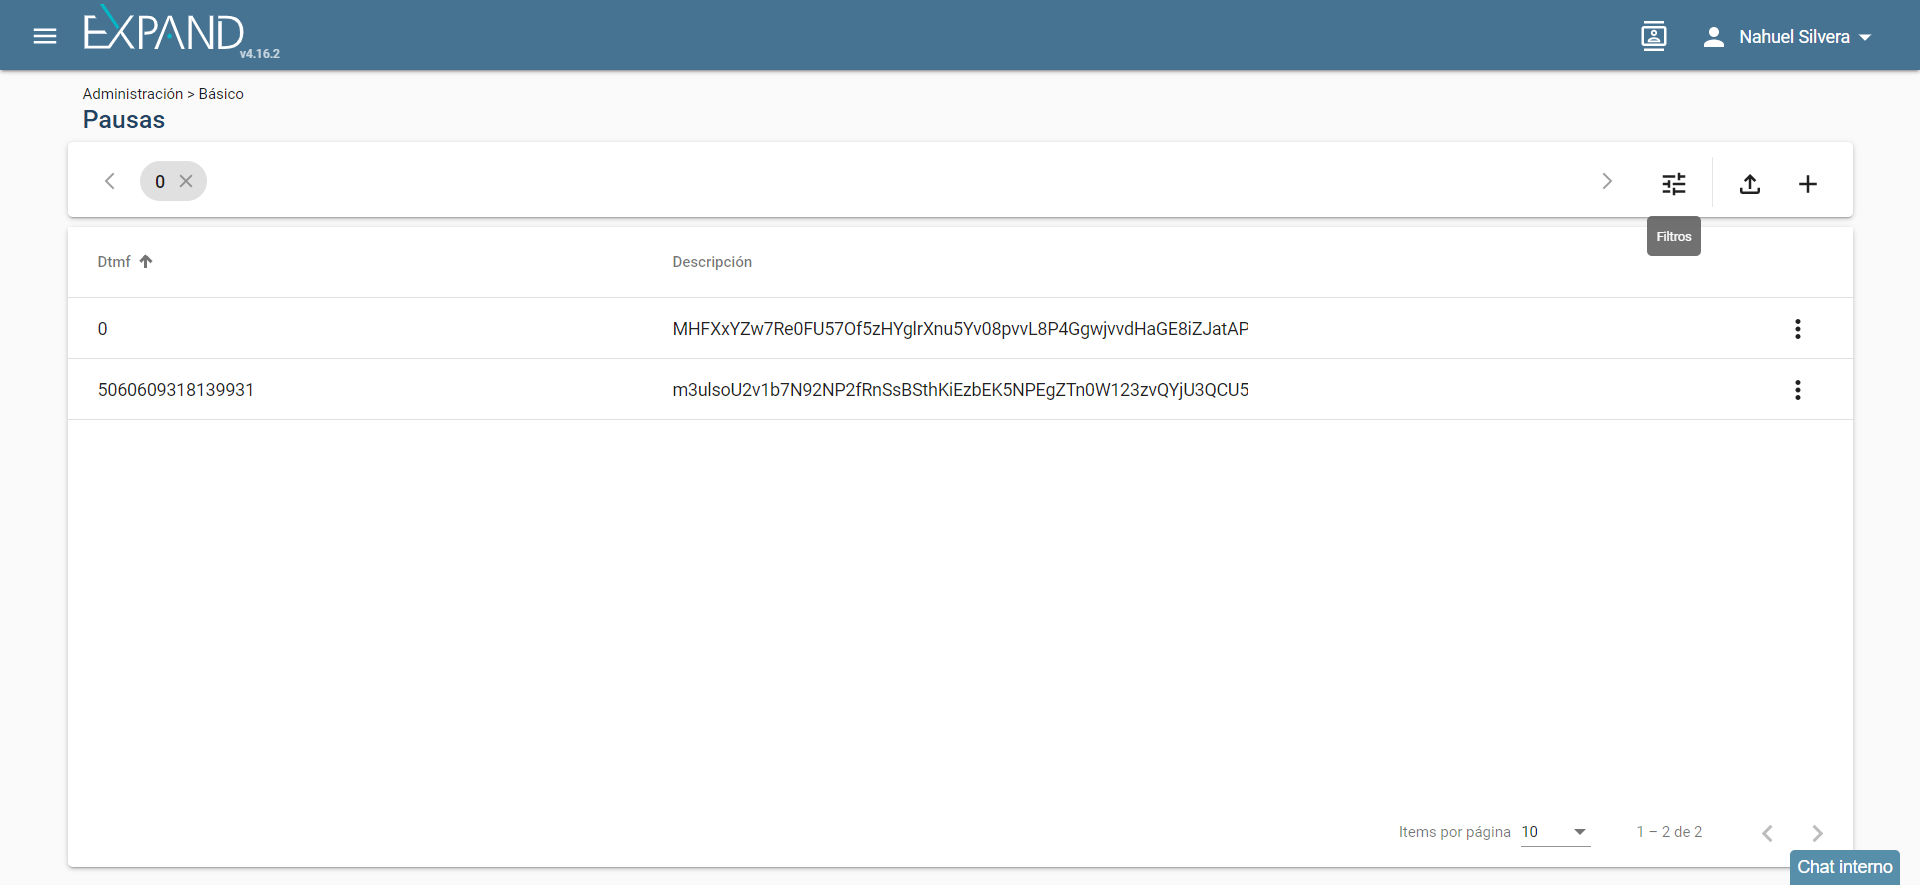 EXPAND
v4.16.2
Nahuel Silvera
Administración > Básico
Pausas
0
Filtros
Dtmf
Descripción
0
MHFXxYZw7Re0FU57Of5zHYglrXnu5Yv08pvvL8P4GgwjvvdHaGE8iZJatAP
5060609318139931
m3ulsoU2v1b7N92NP2fRnSsBSthKiEzbEK5NPEgZTn0W123zvQYjU3QCU5
Items por página 10
1 – 2 de 2
Chat interno